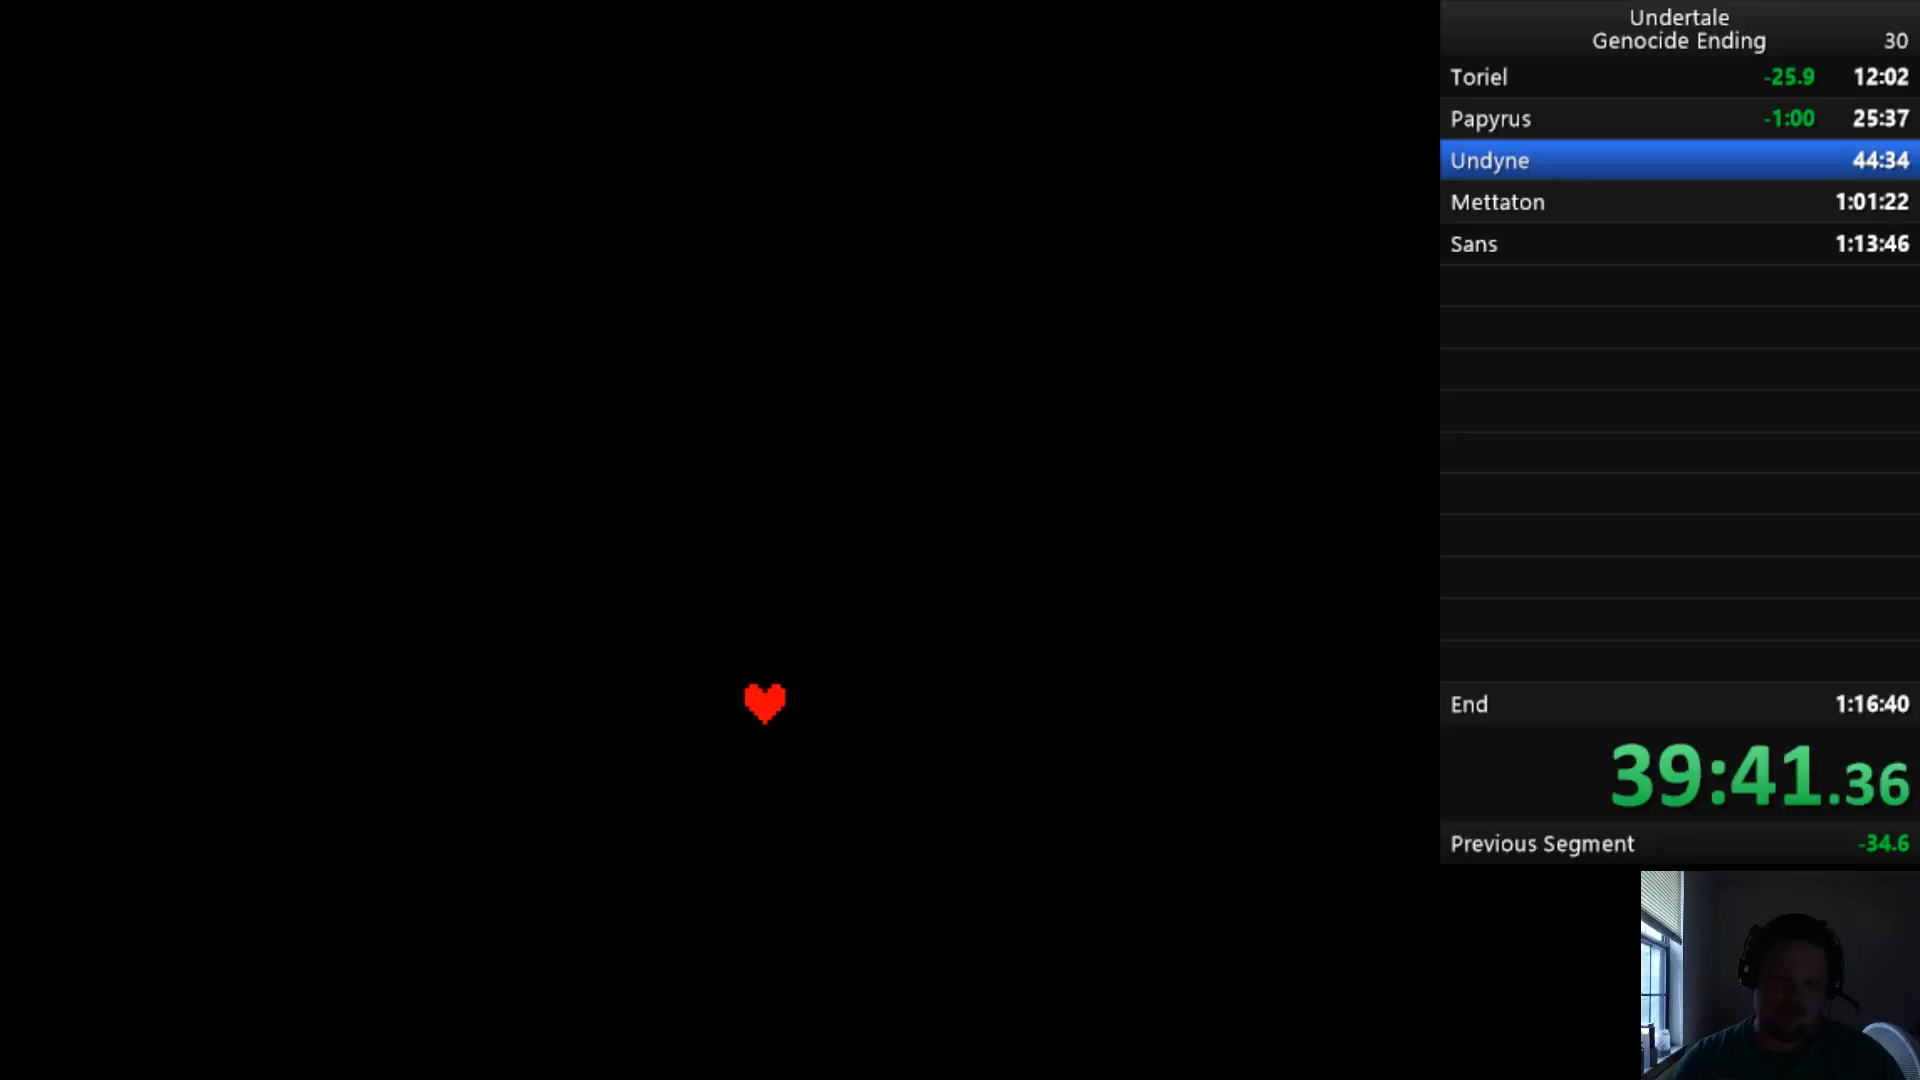 Undertale
Genocide Ending 30
Toriel -25.9 12:02
Papyrus -1:00 25:37
Undyne 44:34
Mettaton 1:01:22
Sans 1:13:46
End 1:16:40
39:41.36
Previous Segment -34.6